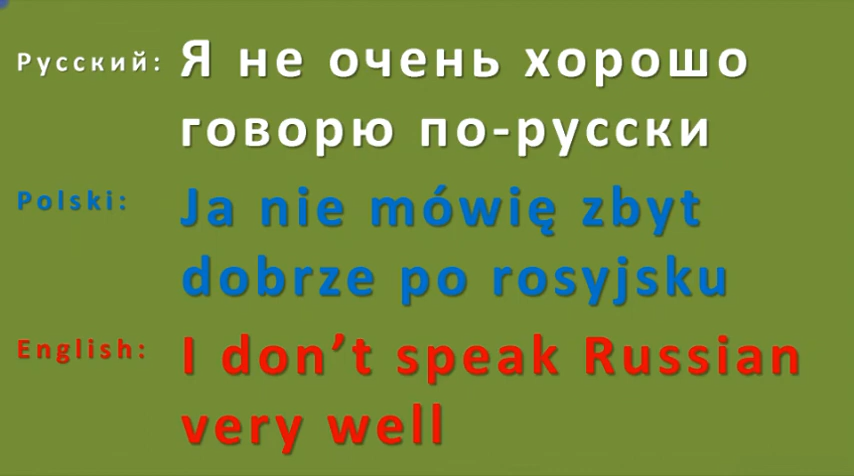 Русский: Я не очень хорошо
говорю по-русски
Polski: Ja nie mówię zbyt
dobrze po rosyjsku
English: I don’t speak Russian
very well